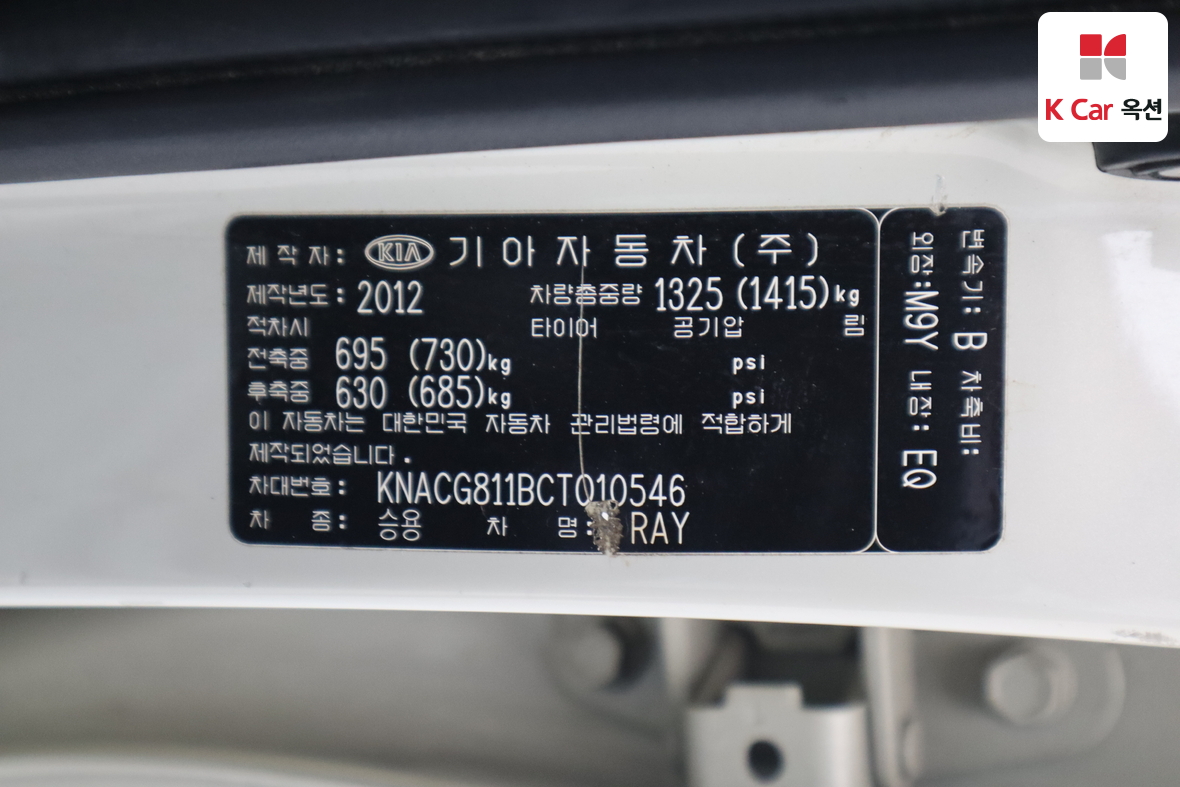 K Car 옥션
제 작 자 : KIA 기 아 자 동 차 ( 주 )
제작년도 : 2012 차량총중량 1325 (1415)kg
적차시 타이어 공기압 림
전축중 695 (730)kg psi
후축중 630 (685)kg psi
이 자동차는 대한민국 자동차 관리법령에 적합하게
제작되었습니다 .
차대번호 : KNACG811BCT010546
차 종 : 승용 차 명 : RAY
변속기: B 차축비:
외장:M9Y 내장: EQ